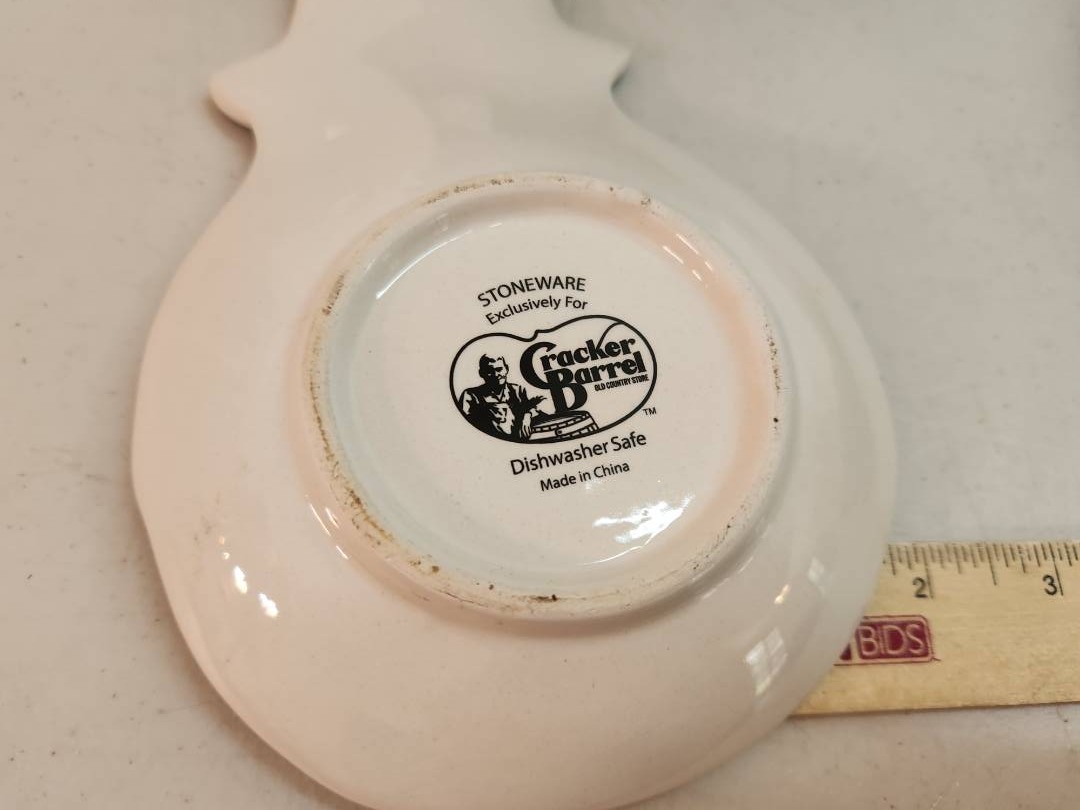 STONEWARE
Exclusively For
Cracker
Barrel
OLD COUNTRY STORE
TM
Dishwasher Safe
Made in China
2
3
BIDS